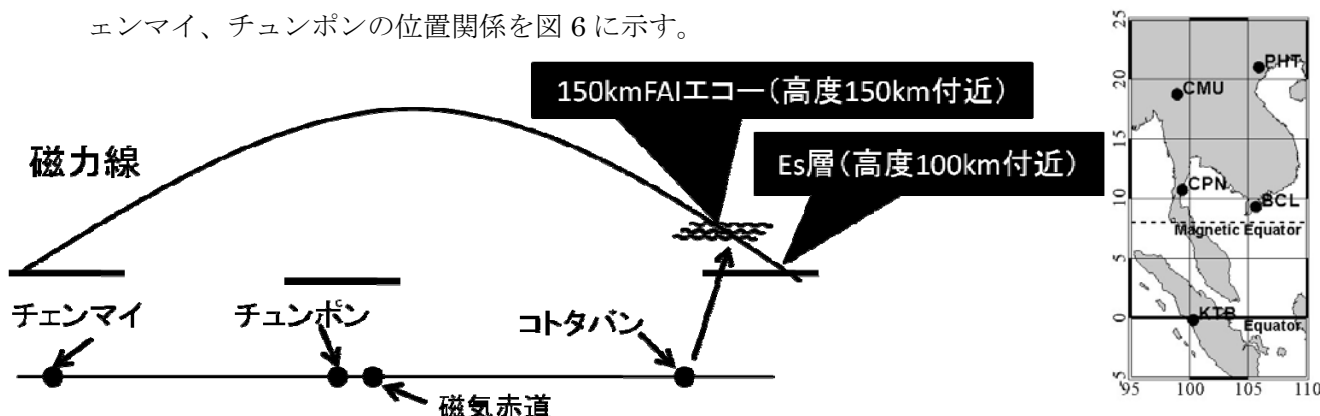 ェンマイ、チュンポンの位置関係を図 6 に示す。
150kmFAIエコー（高度150km付近）
磁力線
Es層（高度100km付近）
チェンマイ
チュンポン
コトタバン
磁気赤道
25
20
15
10
5
0
5
95
100
105
110
PHT
CMU
CPN
BCL
Magnetic Equator
KTB
Equator